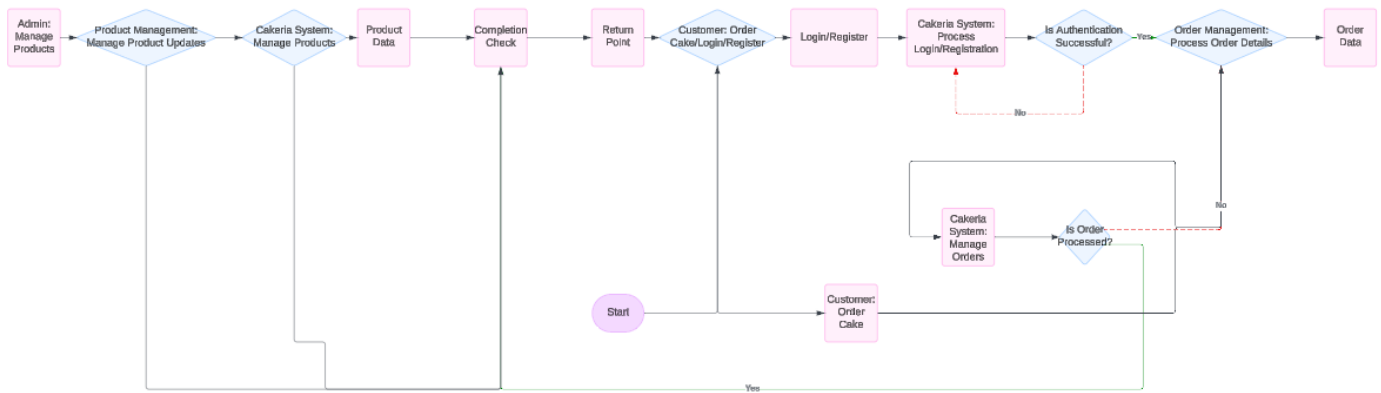 Admin:
Manage
Products
Product Management:
Manage Product Updates
Cakeria System:
Manage Products
Product
Data
Completion
Check
Return
Point
Customer: Order
Cake/Login/Register
Login/Register
Cakeria System:
Process
Login/Registration
Is Authentication
Successful?
Yes
Order Management:
Process Order Details
Order
Data
No
No
Cakeria
System:
Manage
Orders
Is Order
Processed?
Start
Customer:
Order
Cake
Yes